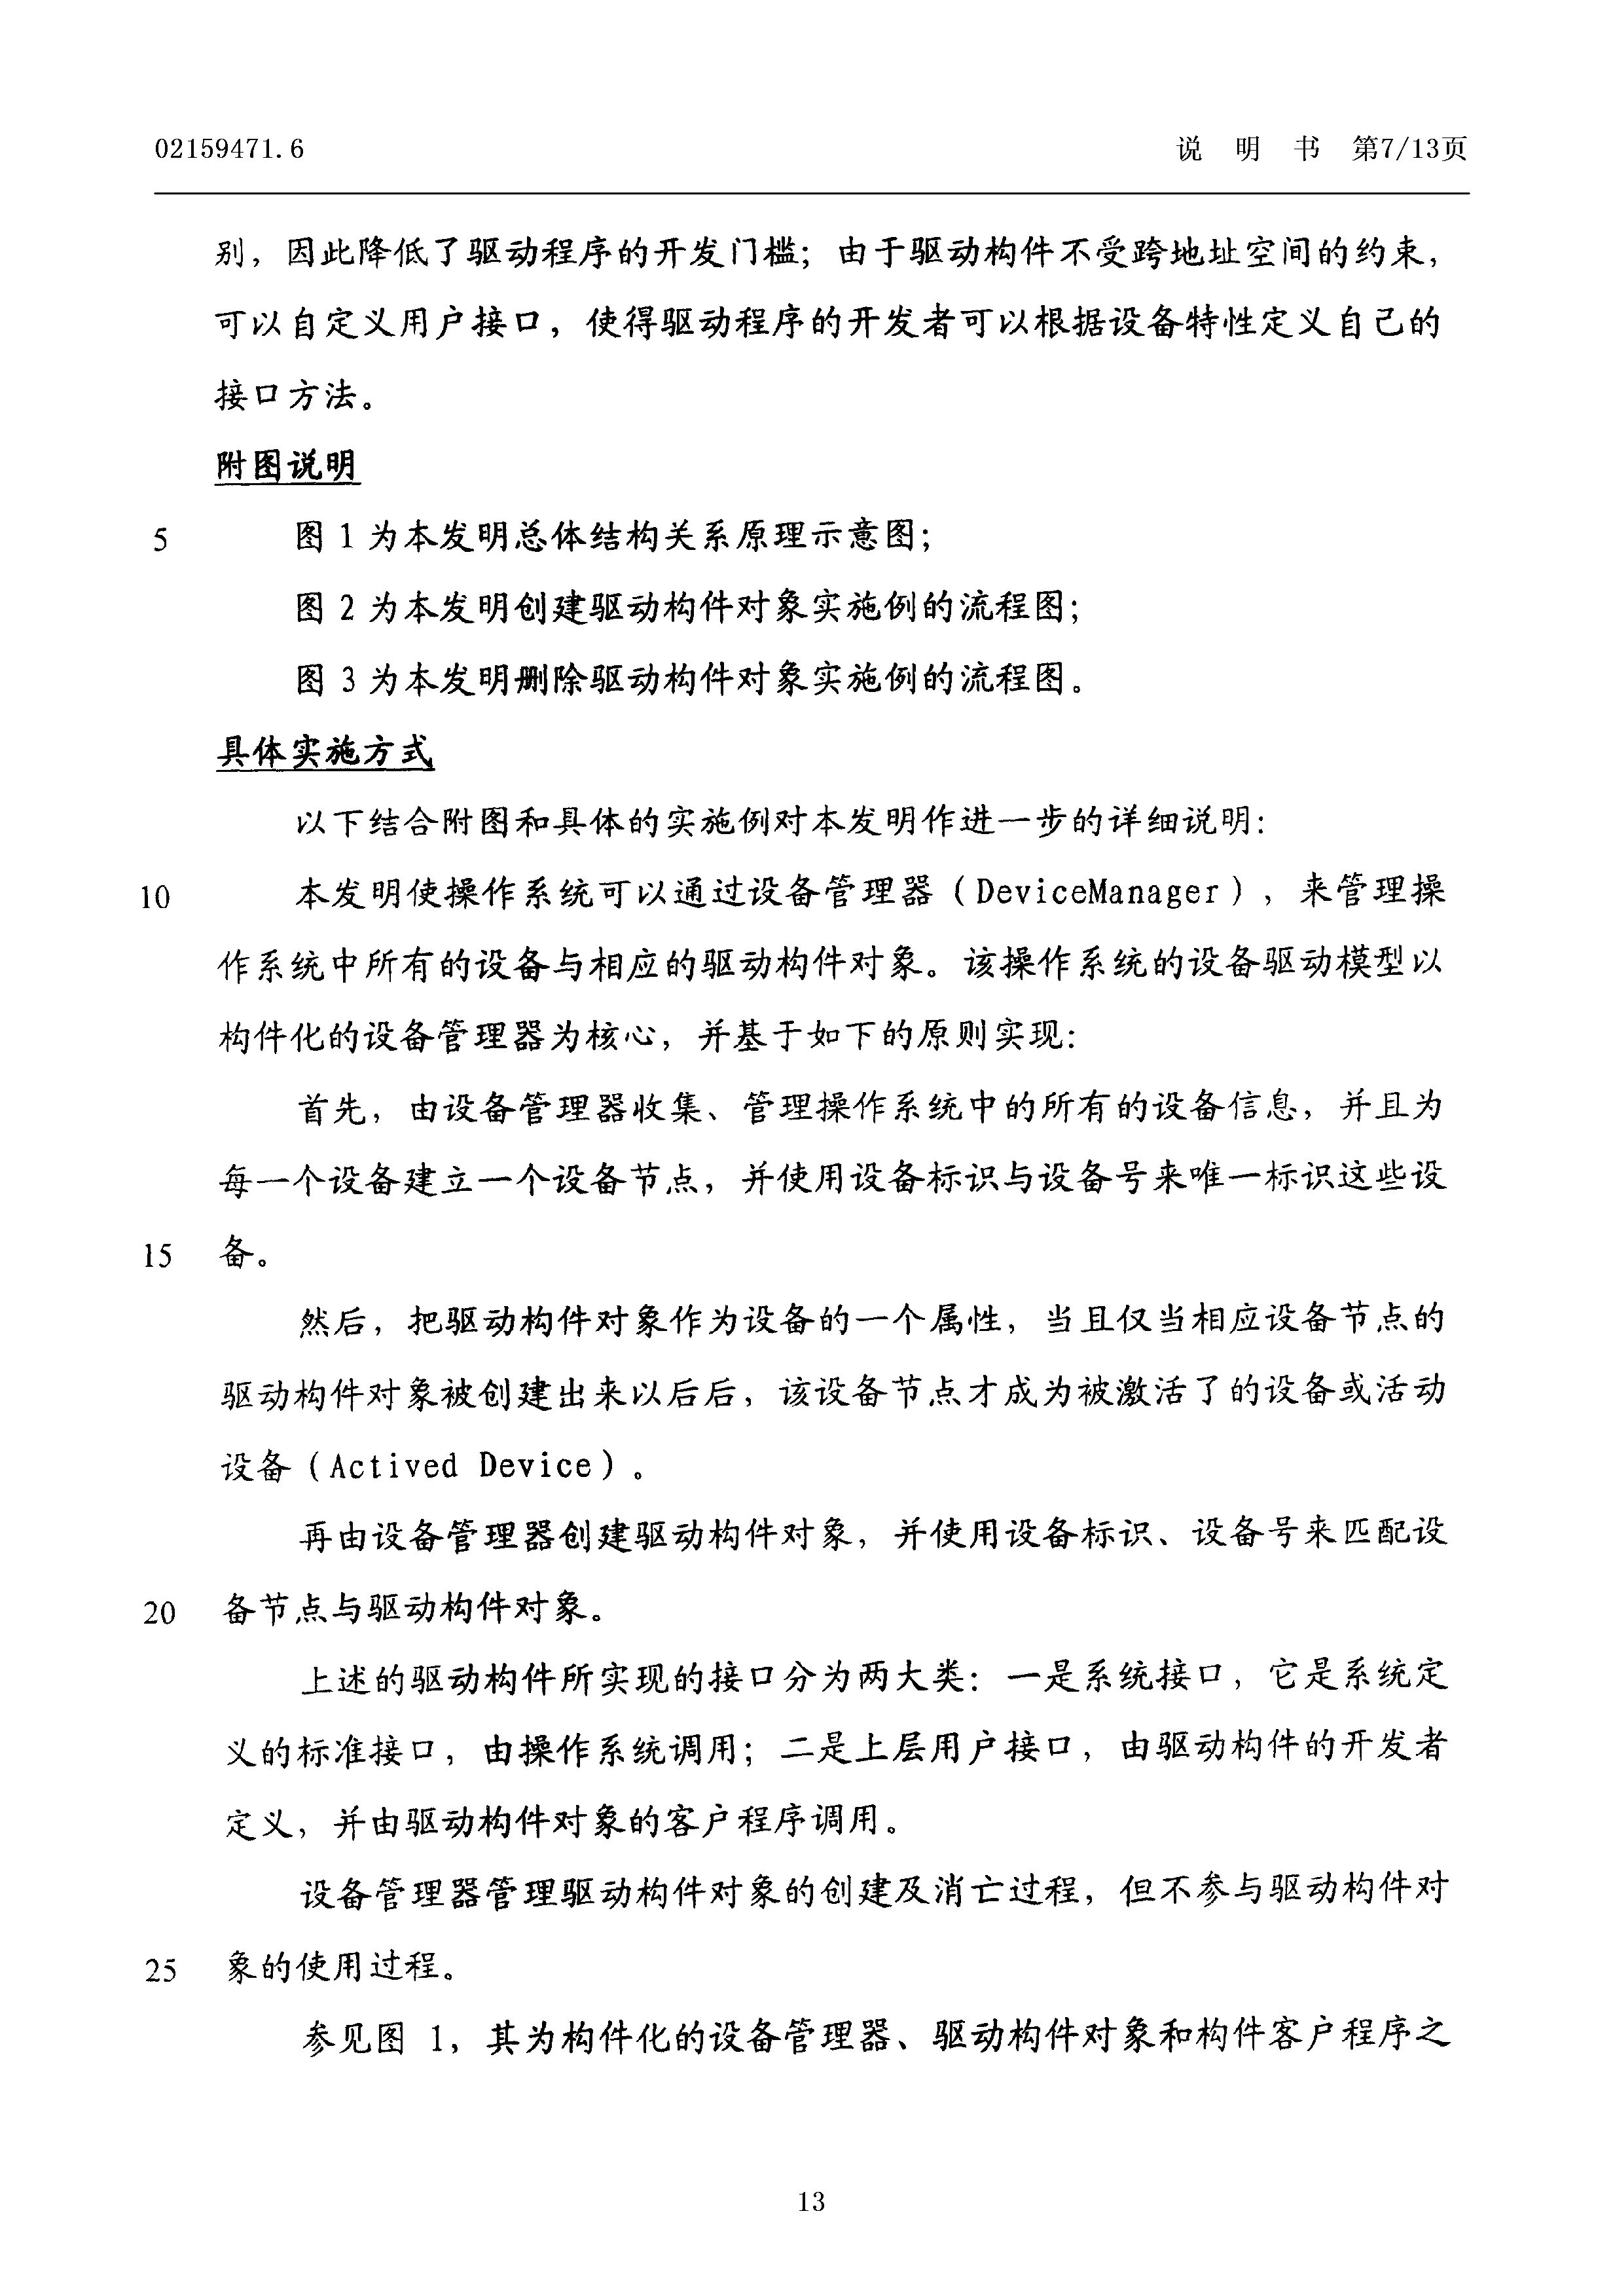 02159471.6 说 明 书 第7/13页
别，因此降低了驱动程序的开发门槛；由于驱动构件不受跨地址空间的约束，
可以自定义用户接口，使得驱动程序的开发者可以根据设备特性定义自己的
接口方法。
附图说明
5 图 1 为本发明总体结构关系原理示意图；
图 2 为本发明创建驱动构件对象实施例的流程图；
图 3 为本发明删除驱动构件对象实施例的流程图。
具体实施方式
以下结合附图和具体的实施例对本发明作进一步的详细说明：
10 本发明使操作系统可以通过设备管理器（DeviceManager），来管理操
作系统中所有的设备与相应的驱动构件对象。该操作系统的设备驱动模型以
构件化的设备管理器为核心，并基于如下的原则实现：
首先，由设备管理器收集、管理操作系统中的所有的设备信息，并且为
每一个设备建立一个设备节点，并使用设备标识与设备号来唯一标识这些设
15 备。
然后，把驱动构件对象作为设备的一个属性，当且仅当相应设备节点的
驱动构件对象被创建出来以后后，该设备节点才成为被激活了的设备或活动
设备（Actived Device）。
再由设备管理器创建驱动构件对象，并使用设备标识、设备号来匹配设
20 备节点与驱动构件对象。
上述的驱动构件所实现的接口分为两大类：一是系统接口，它是系统定
义的标准接口，由操作系统调用；二是上层用户接口，由驱动构件的开发者
定义，并由驱动构件对象的客户程序调用。
设备管理器管理驱动构件对象的创建及消亡过程，但不参与驱动构件对
25 象的使用过程。
参见图 1，其为构件化的设备管理器、驱动构件对象和构件客户程序之
13